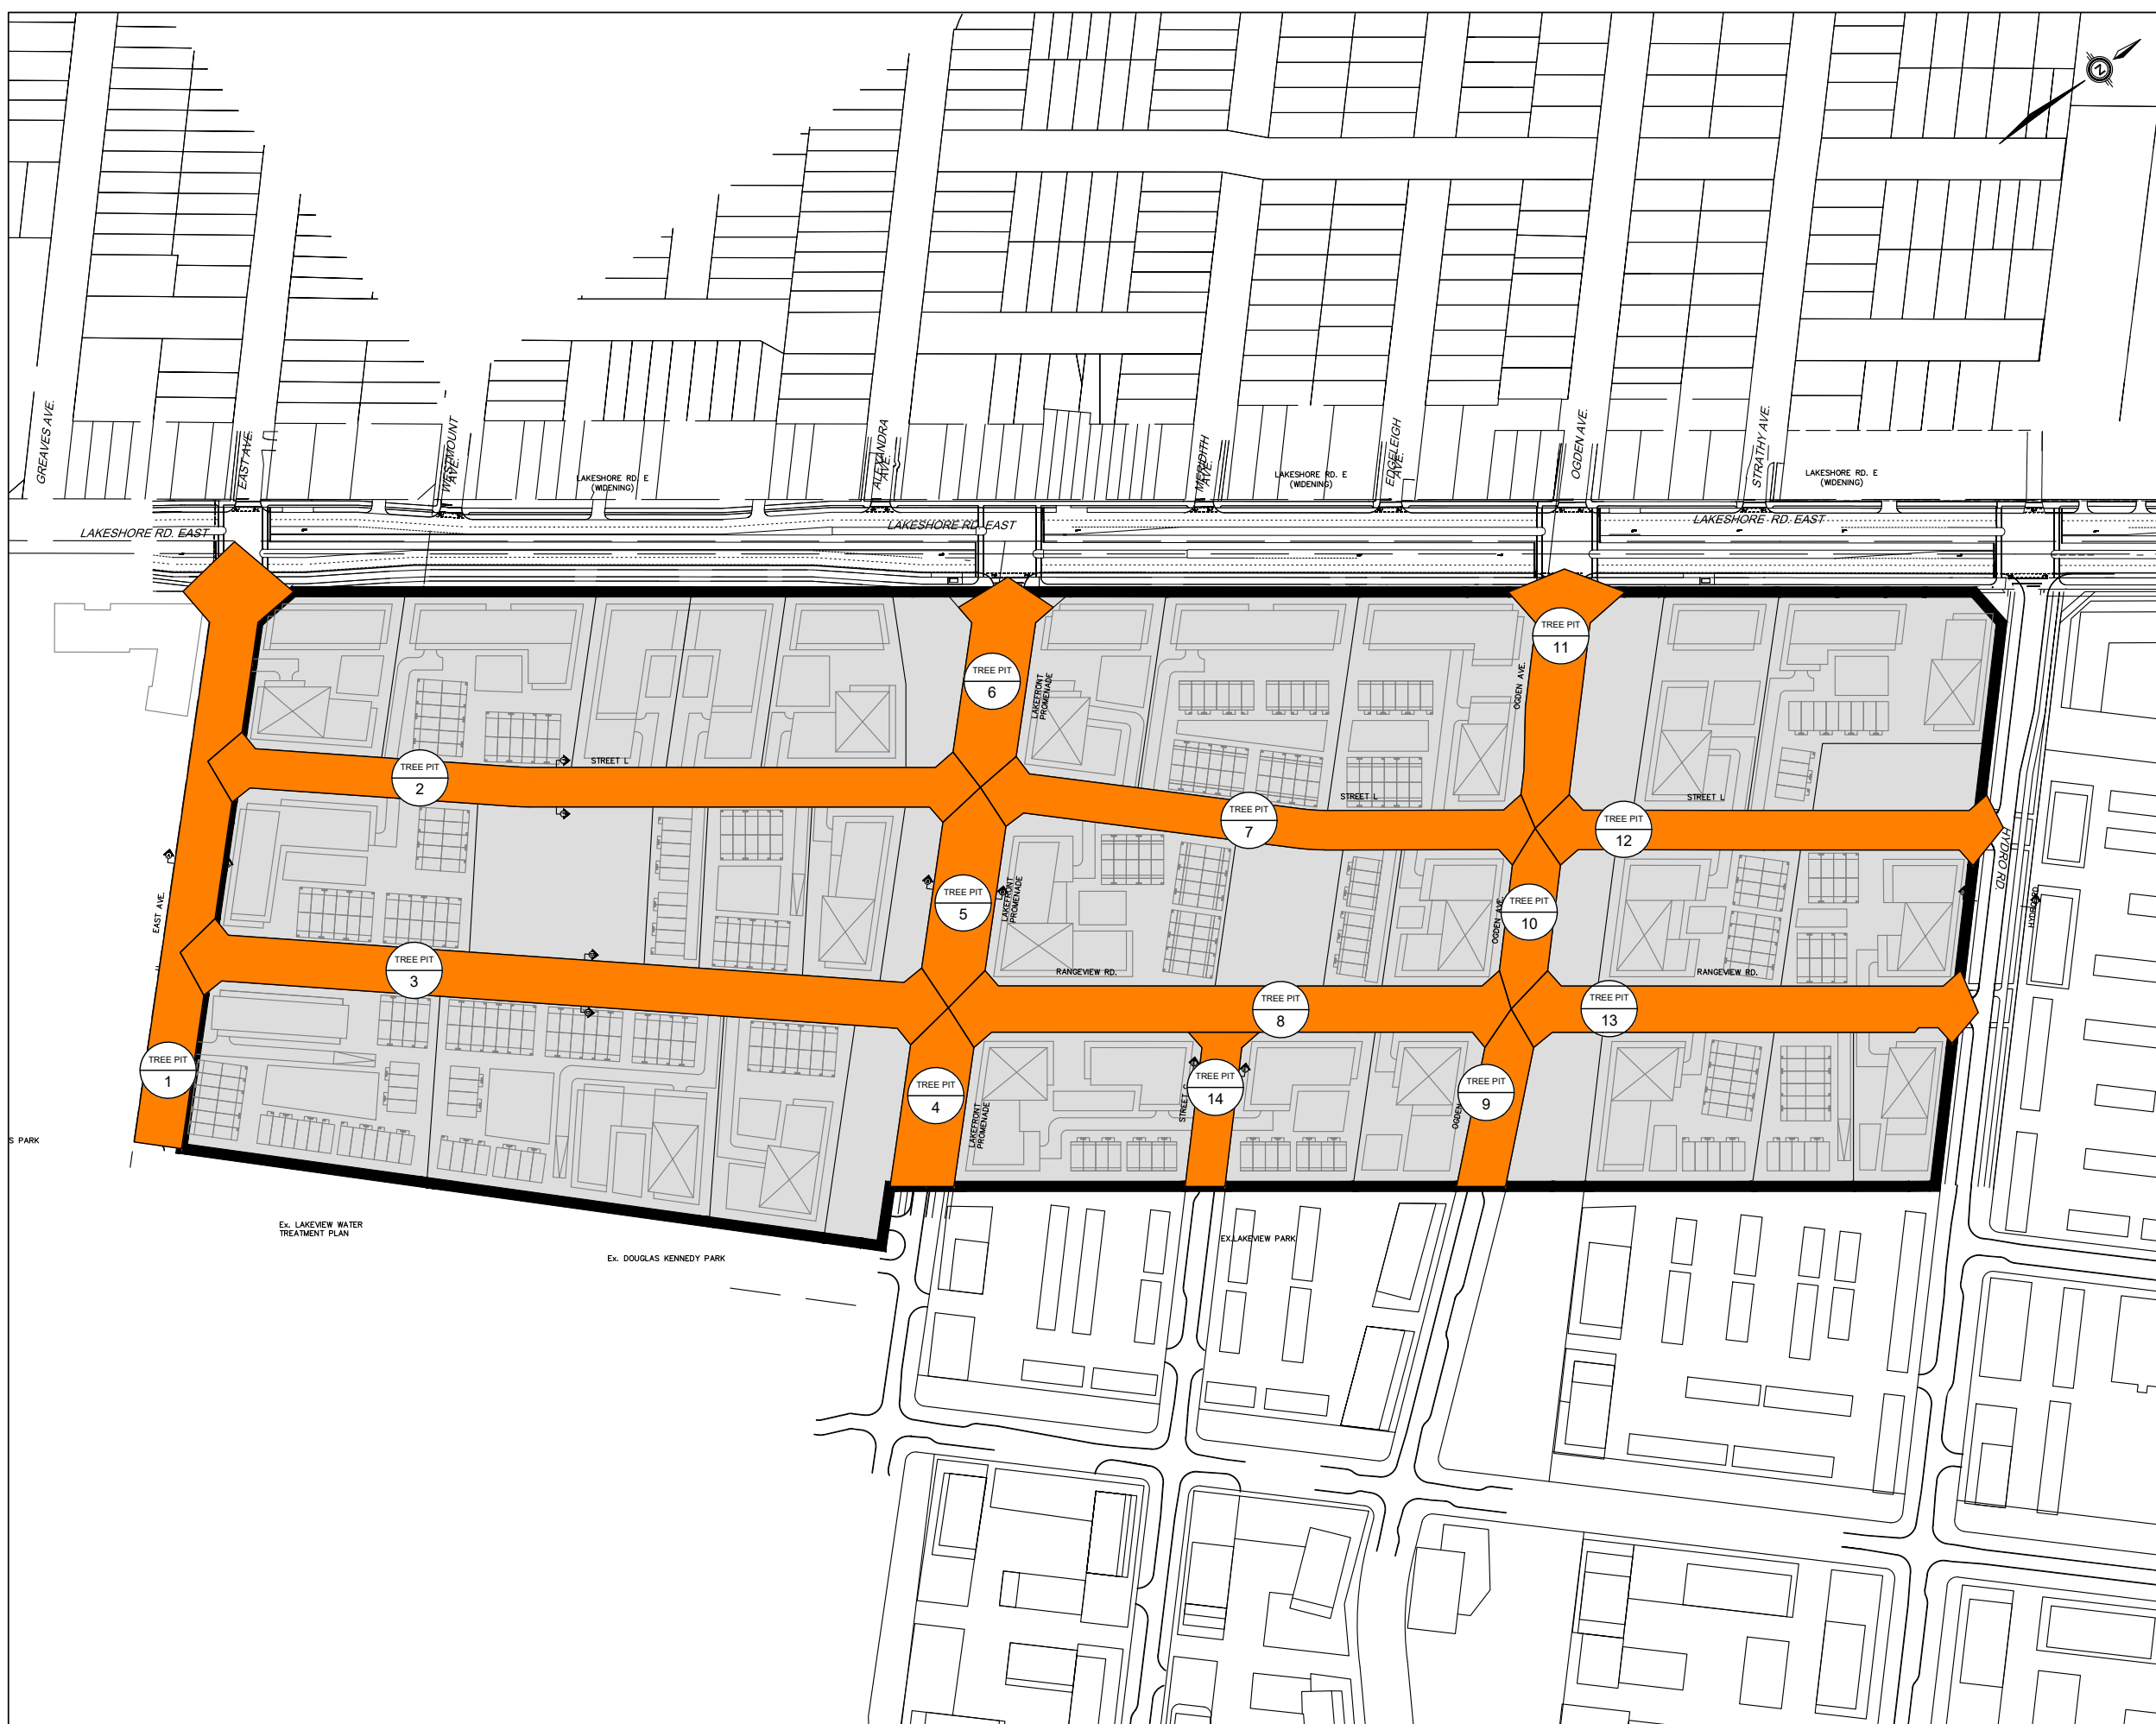 Z
GREAVES AVE.
EAST AVE.
WESTMOUNT
AVE.
ALEXANDRA
AVE.
MERIDITH
AVE.
EDGELEIGH
AVE.
OGDEN AVE.
STRATHY AVE.
LAKESHORE RD. E
(WIDENING)
LAKESHORE RD. E
(WIDENING)
LAKESHORE RD. E
(WIDENING)
LAKESHORE RD. EAST
LAKESHORE RD. EAST
LAKESHORE RD. EAST
TREE PIT
11
TREE PIT
6
LAKEFRONT
PROMENADE
OGDEN AVE.
STREET L
TREE PIT
2
STREET L
STREET L
TREE PIT
7
TREE PIT
12
HYDRO RD
EAST AVE.
TREE PIT
5
LAKEFRONT
PROMENADE
OGDEN AVE.
TREE PIT
10
TREE PIT
3
RANGEVIEW RD.
RANGEVIEW RD.
TREE PIT
8
TREE PIT
13
TREE PIT
1
TREE PIT
4
LAKEFRONT
PROMENADE
STREET
TREE PIT
14
OGDEN
TREE PIT
9
S PARK
Ex. LAKEVIEW WATER
TREATMENT PLAN
Ex. DOUGLAS KENNEDY PARK
EX.LAKEVIEW PARK